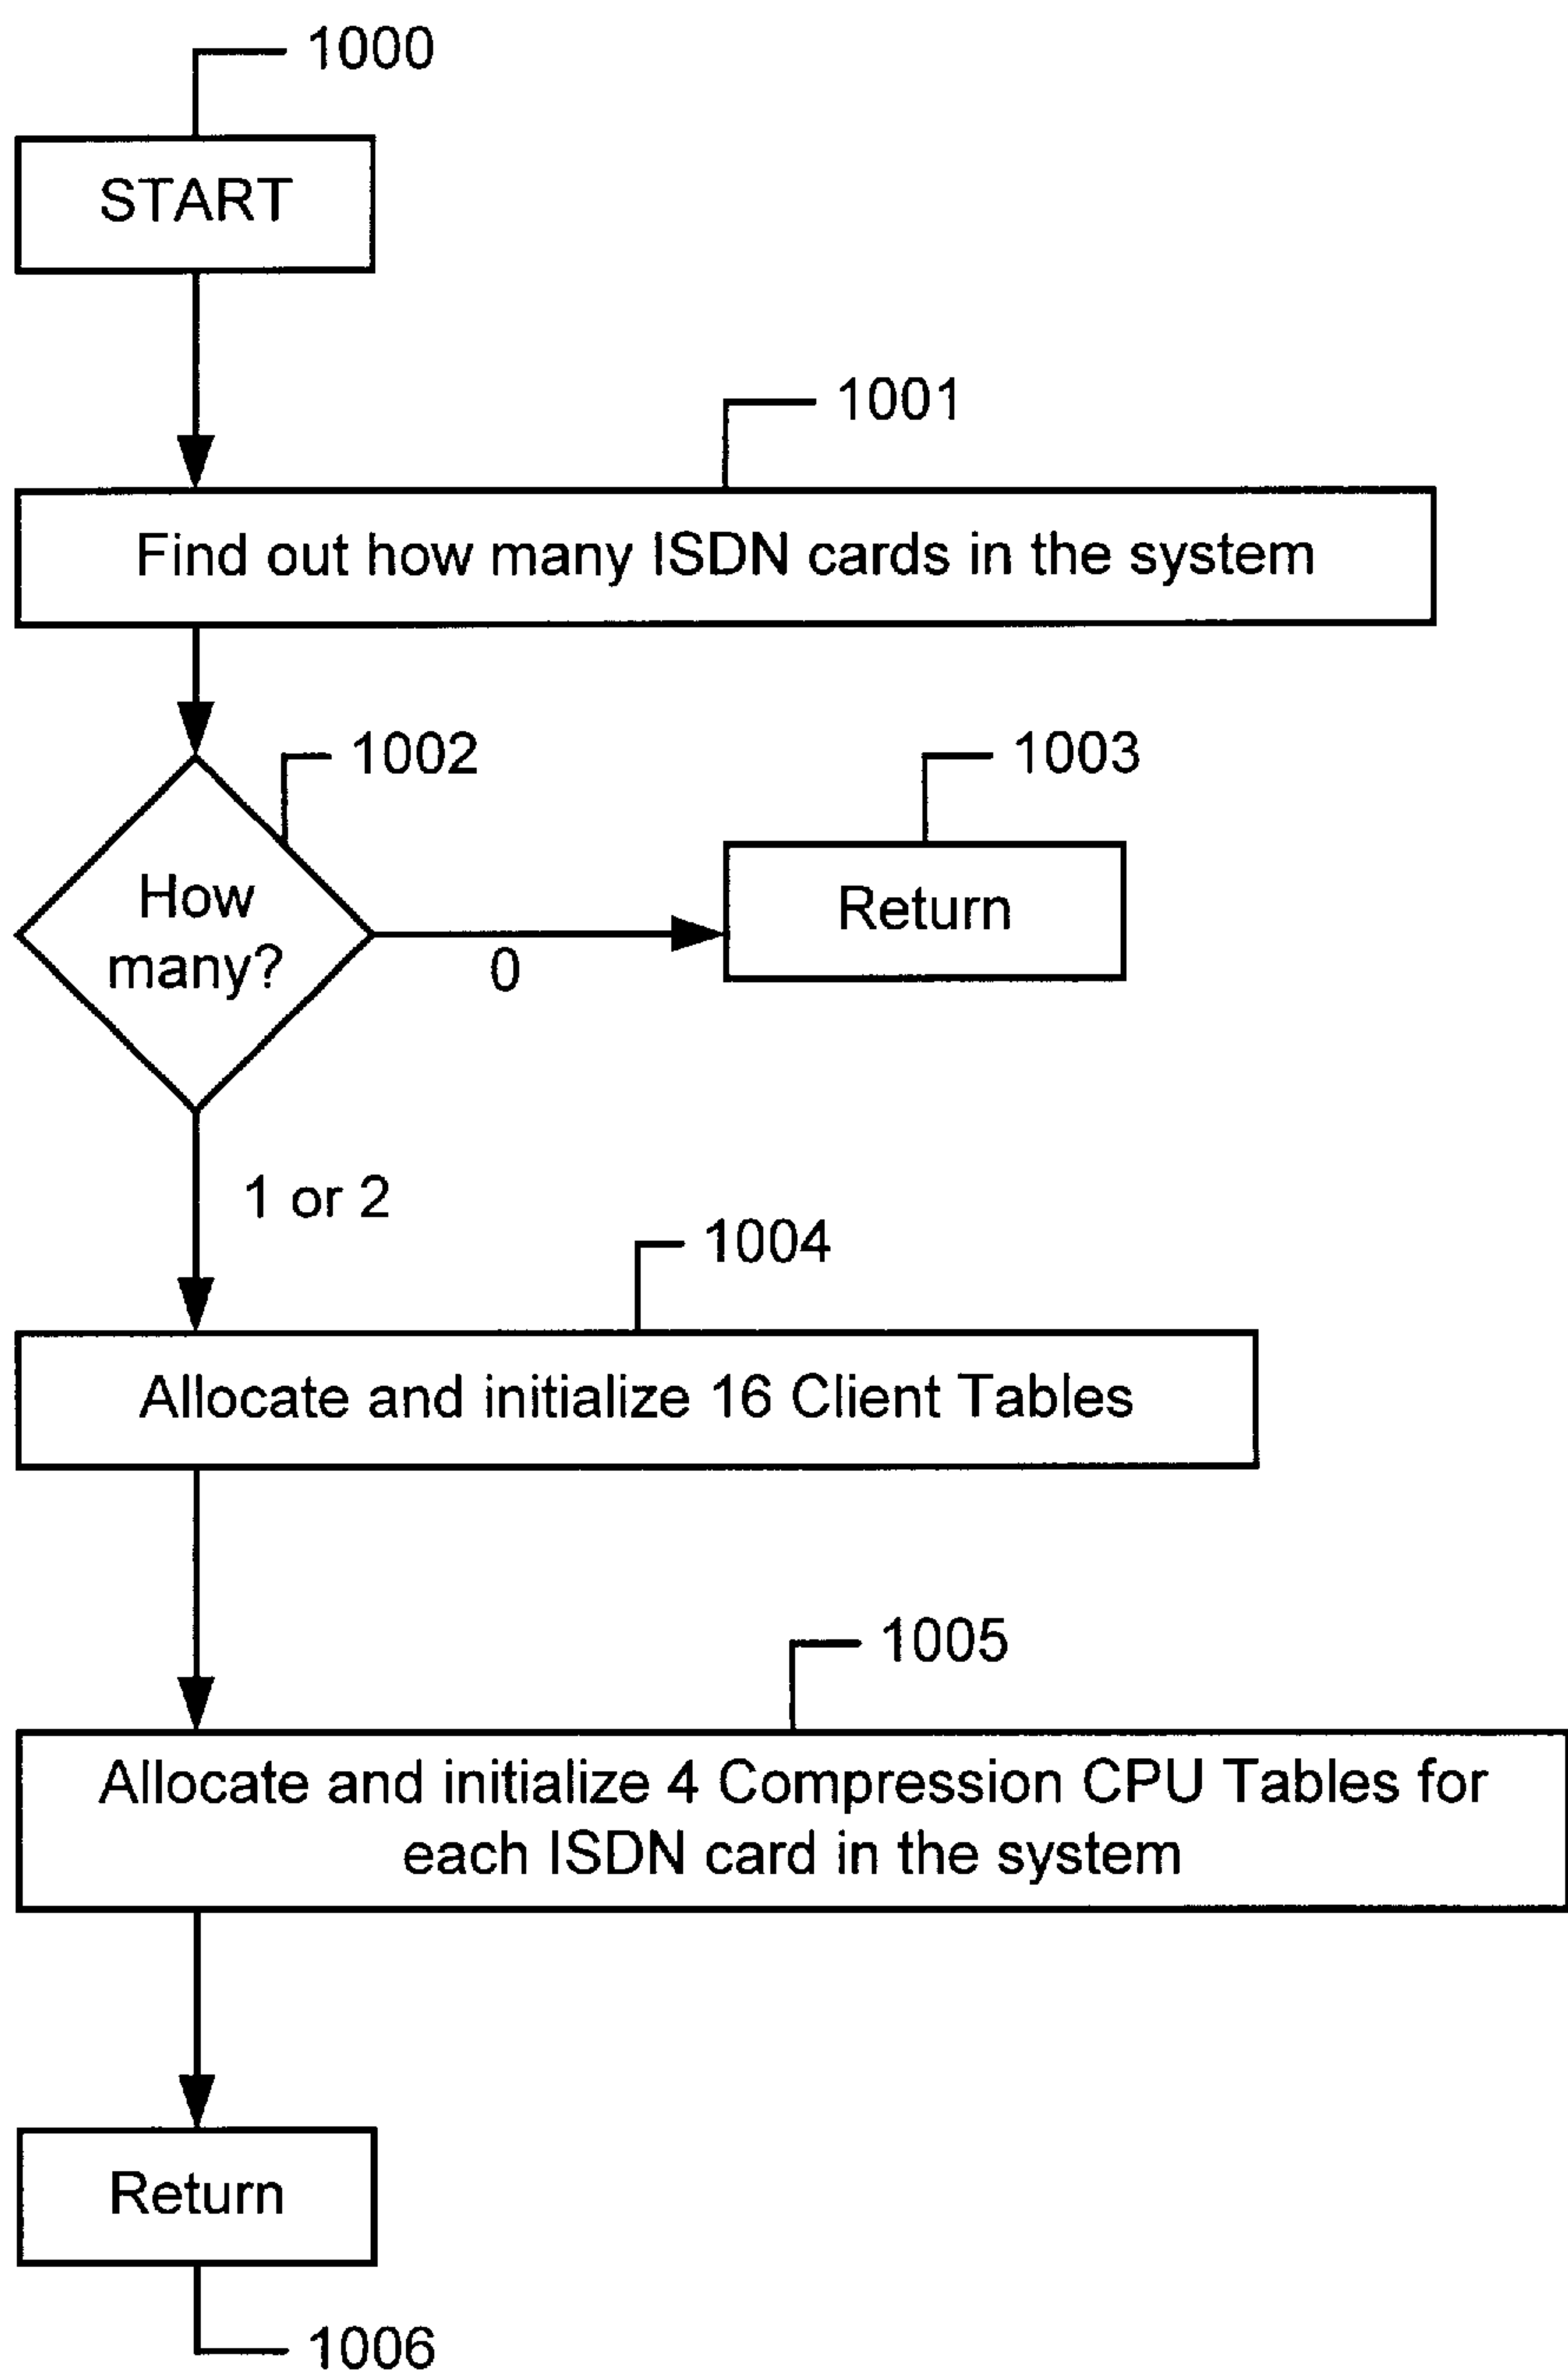 1000
START
1001
Find out how many ISDN cards in the system
1002
1003
How
many?
Return
0
1 or 2
1004
Allocate and initialize 16 Client Tables
1005
Allocate and initialize 4 Compression CPU Tables for
each ISDN card in the system
Return
1006